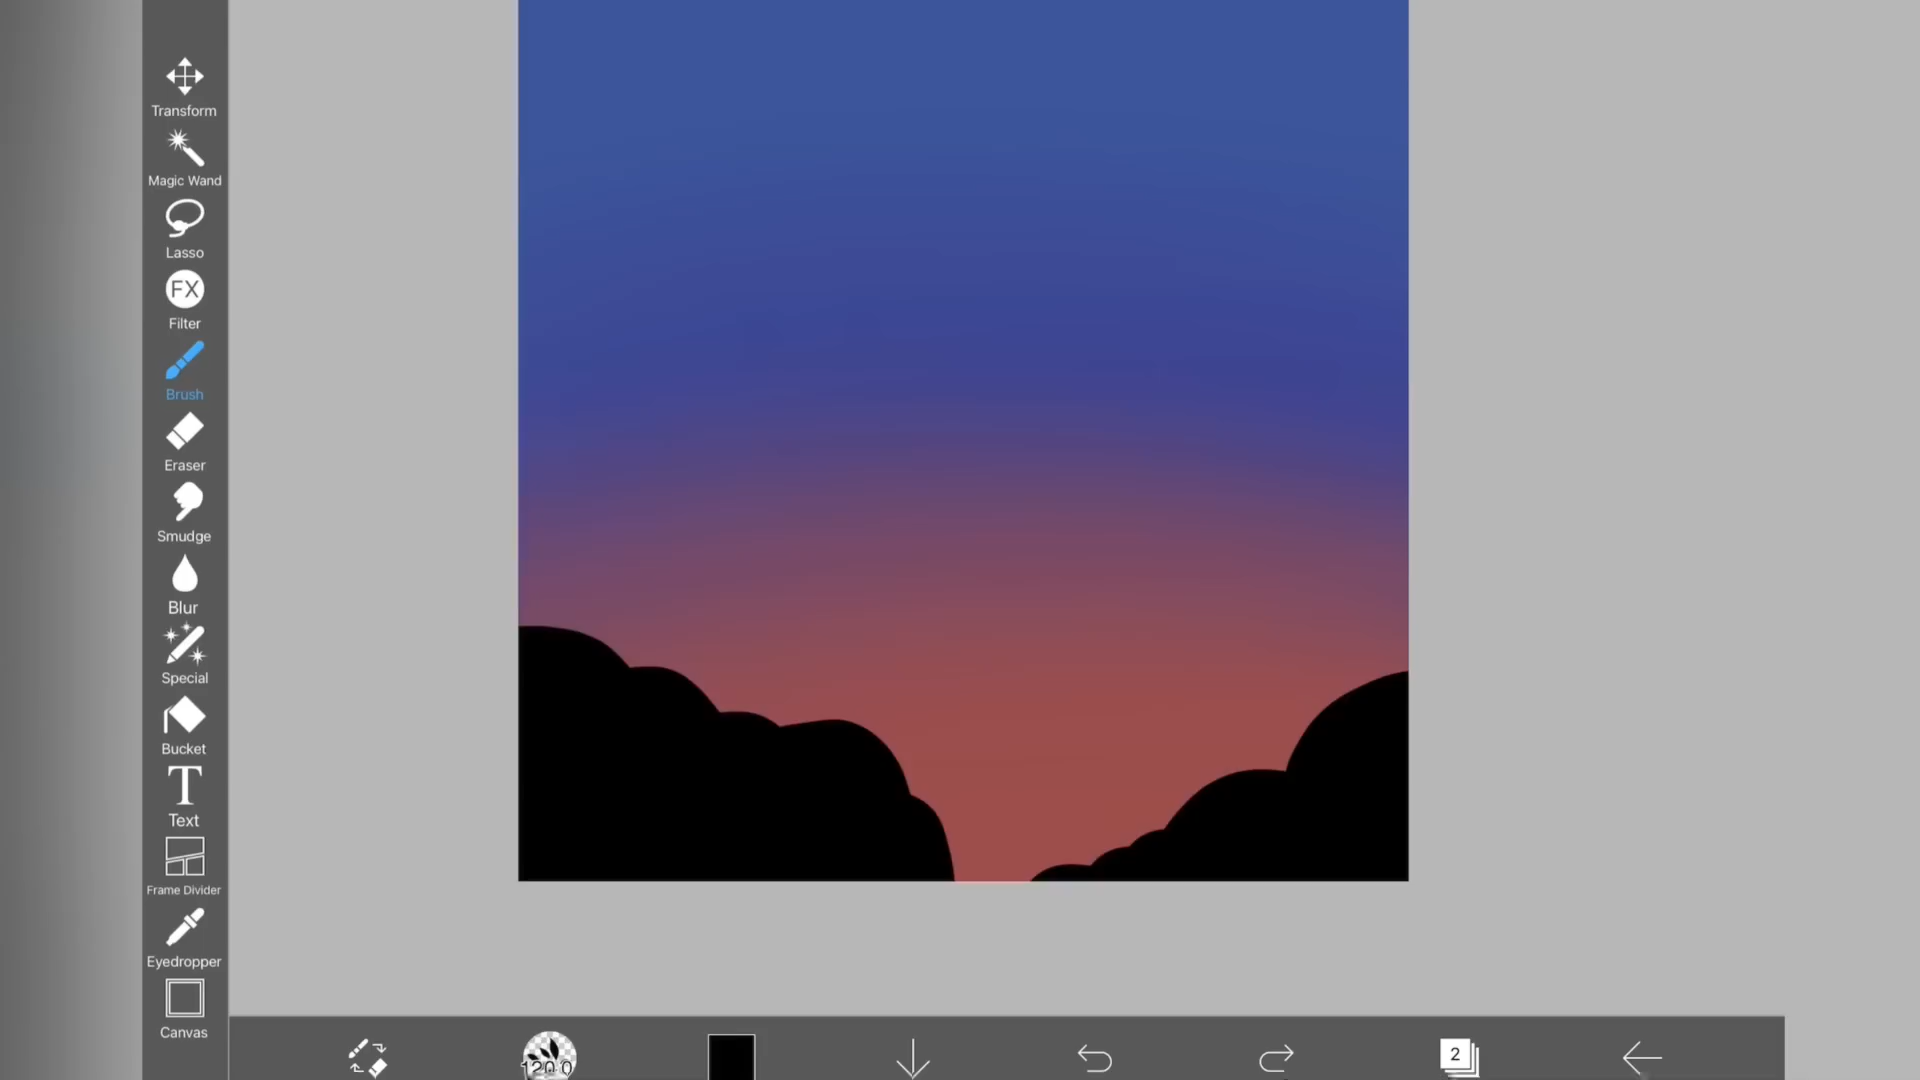 Transform
Magic Wand
Lasso
FX
Filter
Brush
Eraser
Smudge
Blur
Special
Bucket
T
Text
Frame Divider
Eyedropper
Canvas
120.0
2